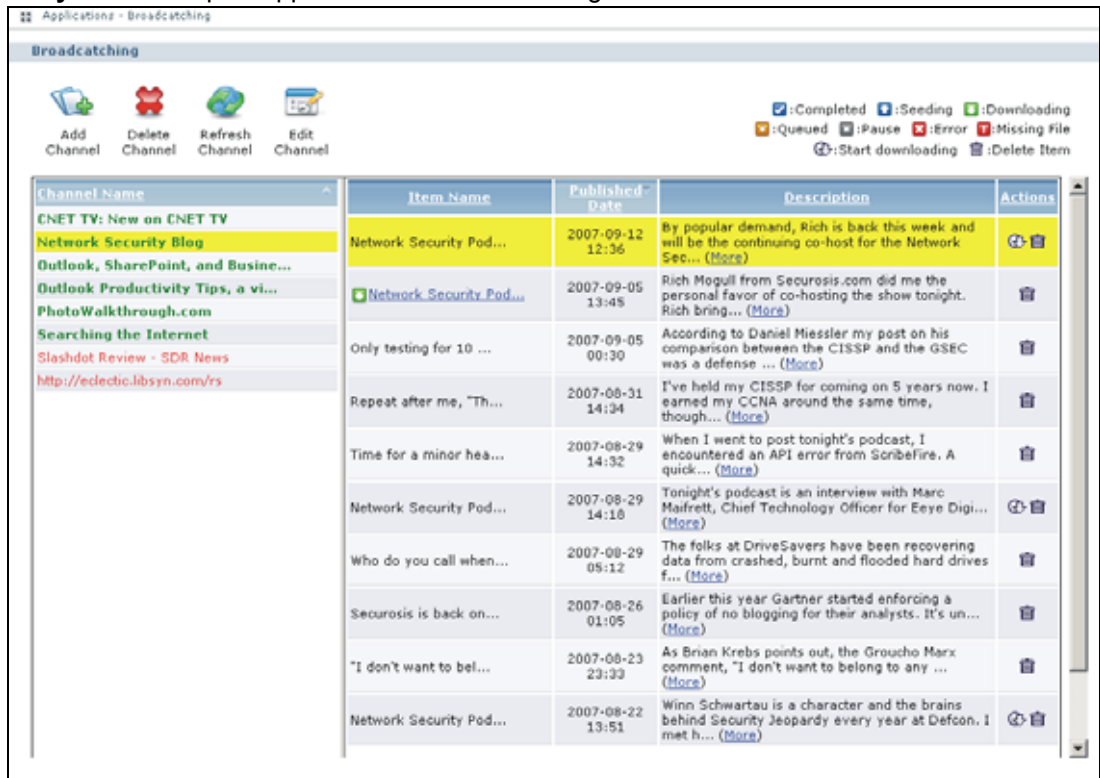 Applications - Broadcatching
Broadcatching
Add Channel
Delete Channel
Refresh Channel
Edit Channel
:Completed :Seeding :Downloading
:Queued :Pause :Error :Missing File
:Start downloading :Delete Item
Channel Name
CNET TV: New on CNET TV
Network Security Blog
Outlook, SharePoint, and Busine...
Outlook Productivity Tips, a vi...
PhotoWalkthrough.com
Searching the Internet
Slashdot Review - SDR News
http://eclectic.libsyn.com/rs
Item Name Published Date Description Actions
Network Security Pod... 2007-09-12 12:36 By popular demand, Rich is back this week and will be the continuing co-host for the Network Sec... (More)
Network Security Pod... 2007-09-05 13:45 Rich Mogull from Securosis.com did me the personal favor of co-hosting the show tonight. Rich bring... (More)
Only testing for 10 ... 2007-09-05 00:30 According to Daniel Miessler my post on his comparison between the CISSP and the GSEC was a defense ... (More)
Repeat after me, "Th... 2007-08-31 14:34 I've held my CISSP for coming on 5 years now. I earned my CCNA around the same time, though... (More)
Time for a minor hea... 2007-08-29 14:32 When I went to post tonight's podcast, I encountered an API error from ScribeFire. A quick... (More)
Network Security Pod... 2007-08-29 14:18 Tonight's podcast is an interview with Marc Maifrett, Chief Technology Officer for Eeye Digi... (More)
Who do you call when... 2007-08-29 05:12 The folks at DriveSavers have been recovering data from crashed, burnt and flooded hard drives f... (More)
Securosis is back on... 2007-08-26 01:05 Earlier this year Gartner started enforcing a policy of no blogging for their analysts. It's un... (More)
"I don't want to bel... 2007-08-23 23:33 As Brian Krebs points out, the Groucho Marx comment, "I don't want to belong to any ... (More)
Network Security Pod... 2007-08-22 13:51 Winn Schwartau is a character and the brains behind Security Jeopardy every year at Defcon. I met h... (More)